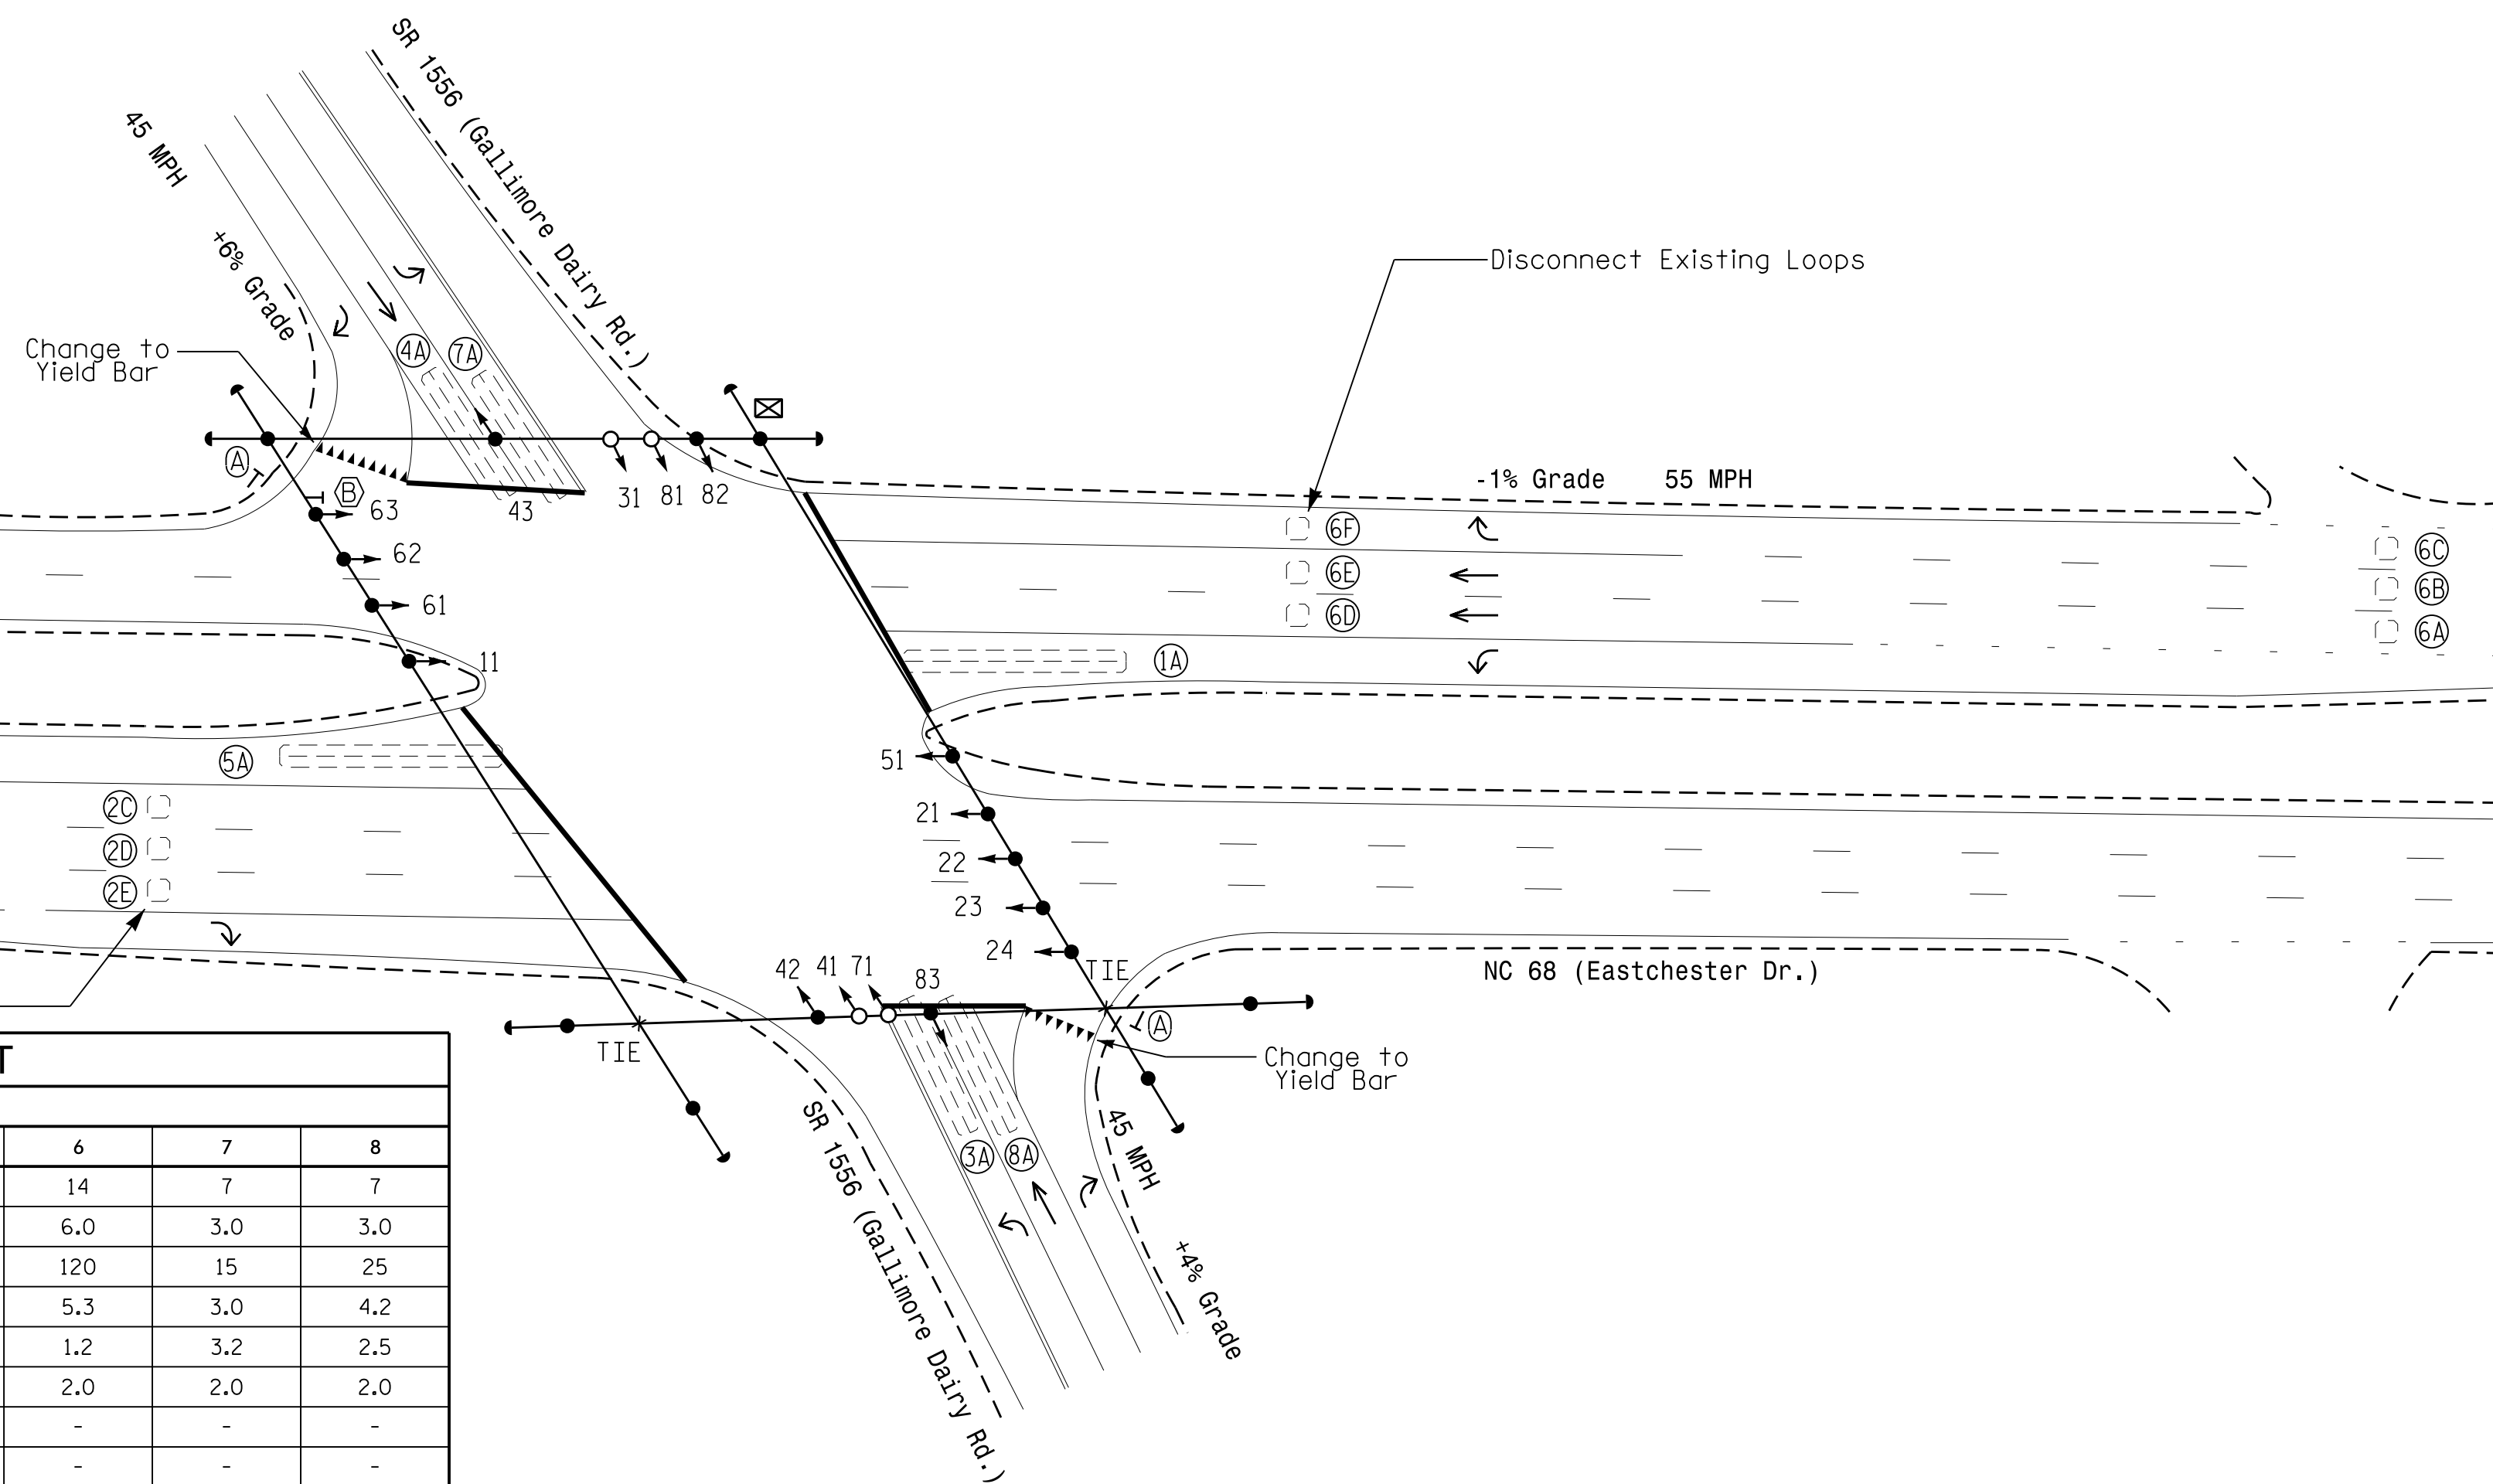 SR 1556 (Gallimore Dairy Rd.)
45 MPH
+6% Grade
Change to
Yield Bar
4A
7A
A
B
63
43
31
81
82
62
61
11
Disconnect Existing Loops
-1% Grade 55 MPH
6F
6E
6D
1A
6C
6B
6A
5A
2C
2D
2E
51
21
22
23
24
TIE
NC 68 (Eastchester Dr.)
42
41
71
83
A
TIE
Change to
Yield Bar
3A
8A
45 MPH
+4% Grade
SR 1556 (Gallimore Dairy Rd.)
T
6 7 8
14 7 7
6.0 3.0 3.0
120 15 25
5.3 3.0 4.2
1.2 3.2 2.5
2.0 2.0 2.0
- - -
- - -